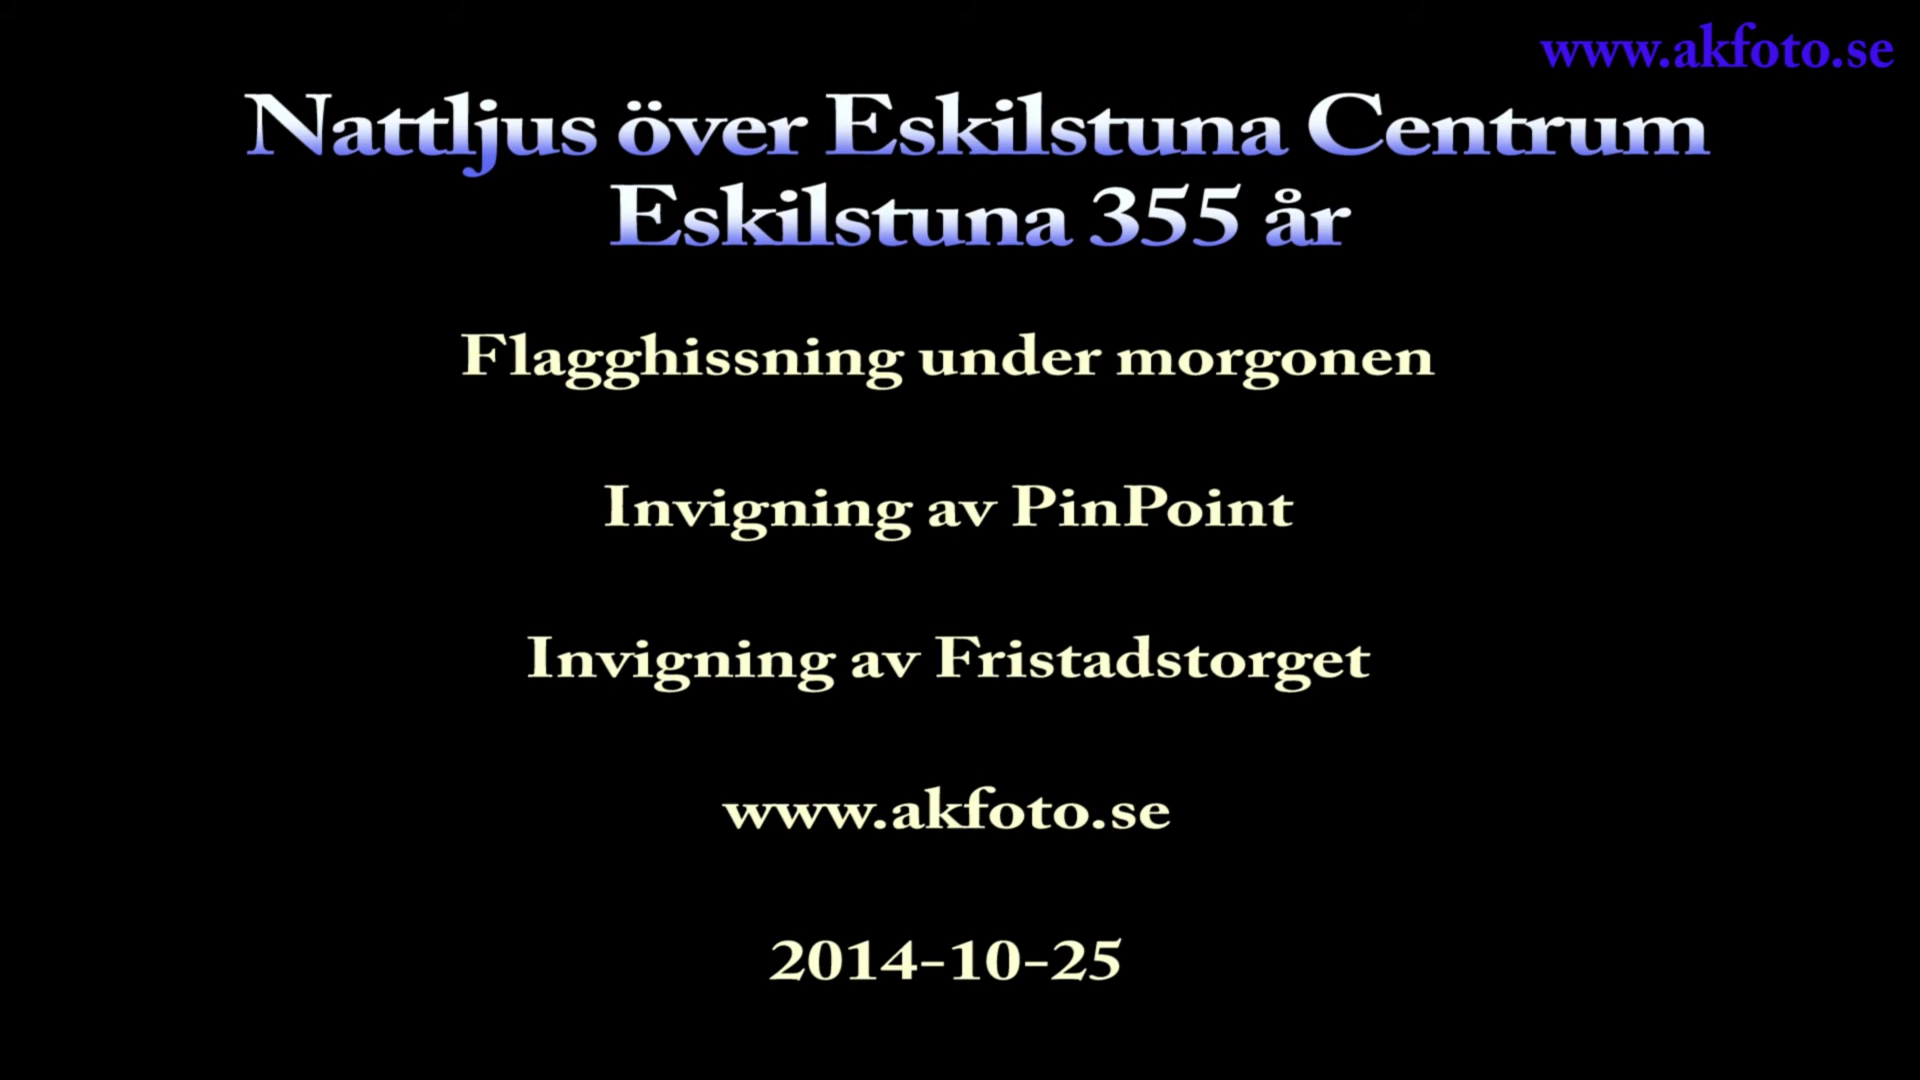 www.akfoto.se
Nattljus över Eskilstuna Centrum
Eskilstuna 355 år
Flagghissning under morgonen
Invigning av PinPoint
Invigning av Fristadstorget
www.akfoto.se
2014-10-25